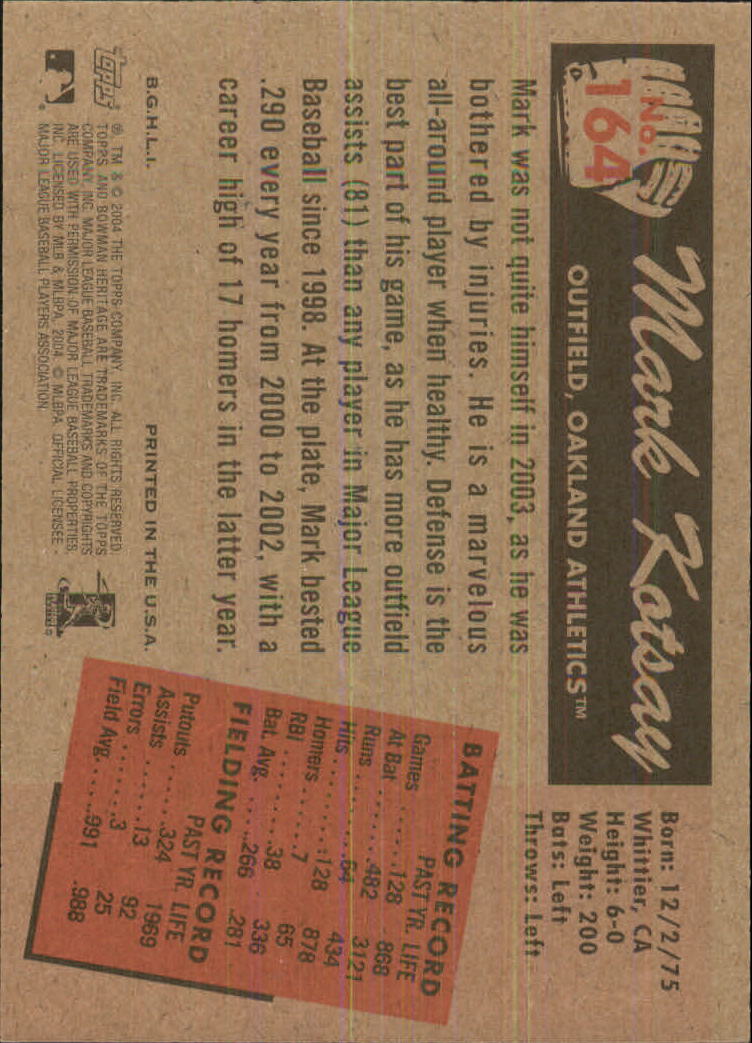 No.
164
Mark Kotsay
OUTFIELD, OAKLAND ATHLETICS™
Born: 12/2/75
Whittier, CA
Height: 6-0
Weight: 200
Bats: Left
Throws: Left
Mark was not quite himself in 2003, as he was
bothered by injuries. He is a marvelous
all-around player when healthy. Defense is the
best part of his game, as he has more outfield
assists (81) than any player in Major League
Baseball since 1998. At the plate, Mark bested
.290 every year from 2000 to 2002, with a
career high of 17 homers in the latter year.
BATTING RECORD
PAST YR. LIFE
Games ......128 868
At Bat .......482 3121
Runs ........64 434
Hits ........128 878
Homers ........7 65
RBI ........38 336
Bat. Avg. .....266 .281
FIELDING RECORD
PAST YR. LIFE
Putouts .....324 1969
Assists ......13 92
Errors ........3 25
Field Avg......991 .988
B.G.H.L.I. PRINTED IN THE U.S.A.
Topps
®, TM & © 2004 THE TOPPS COMPANY, INC. ALL RIGHTS RESERVED.
TOPPS AND BOWMAN HERITAGE ARE TRADEMARKS OF THE TOPPS
COMPANY, INC. MAJOR LEAGUE BASEBALL TRADEMARKS AND COPYRIGHTS
ARE USED WITH PERMISSION OF MAJOR LEAGUE BASEBALL PROPERTIES,
INC. LICENSED BY MLB & MLBPA, 2004. © MLBPA, OFFICIAL LICENSEE -
MAJOR LEAGUE BASEBALL PLAYERS ASSOCIATION.